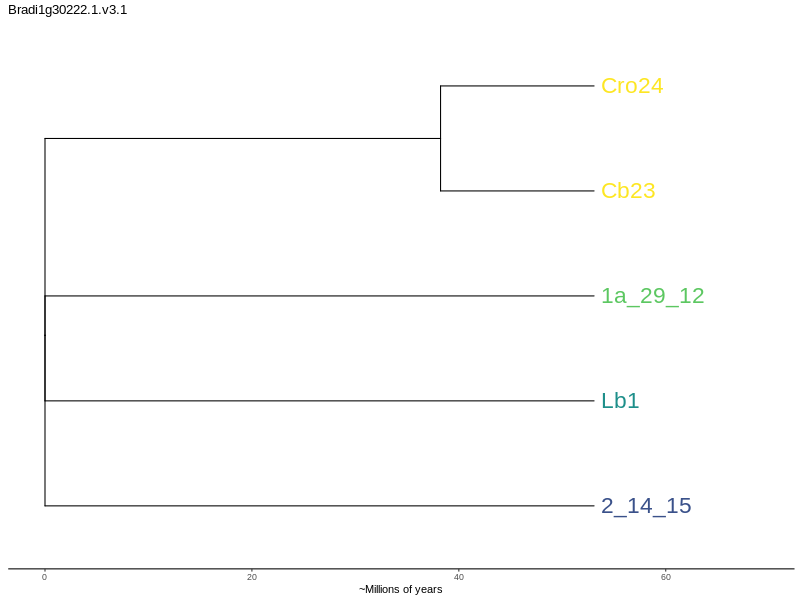 Bradi1g30222.1.v3.1
Cro24
Cb23
1a_29_12
Lb1
2_14_15
0 20 40 60
~Millions of years